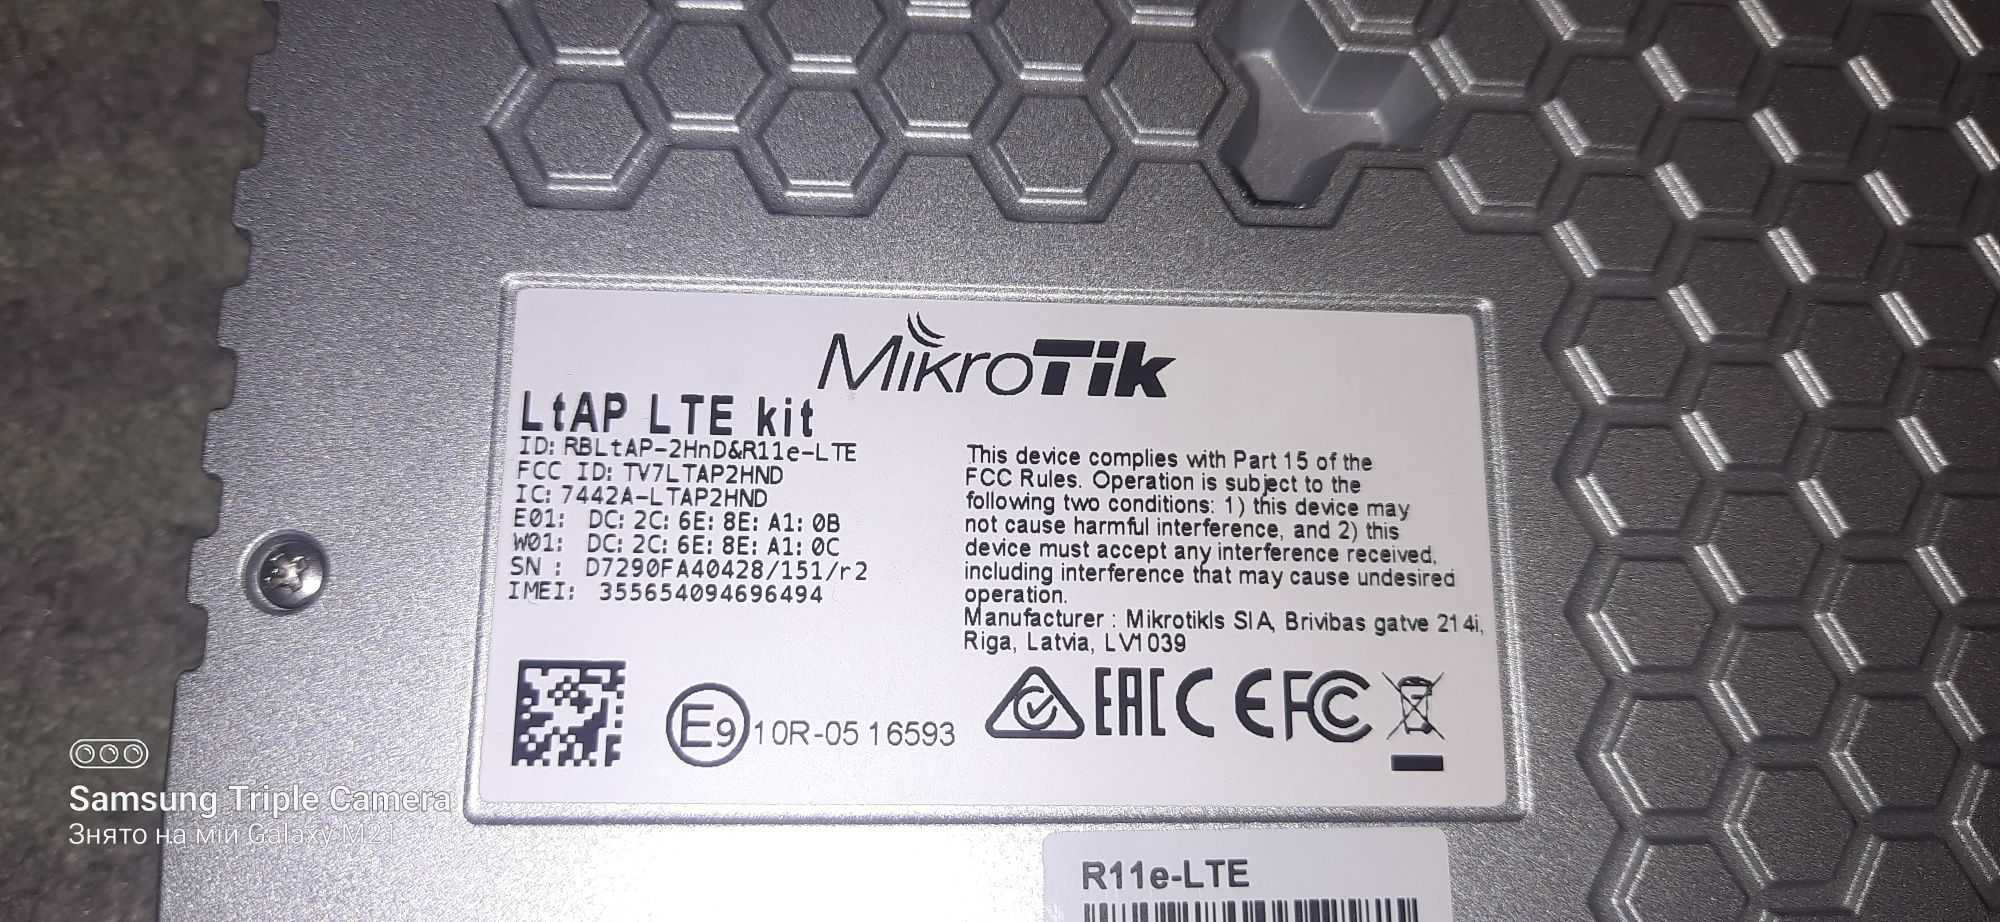 MikroTik
LtAP LTE kit
ID: RBLtAP-2HnD&R11e-LTE
FCC ID: TV7LTAP2HND
IC: 7442A-LTAP2HND
E01: DC: 2C: 6E: 8E: A1: 0B
W01: DC: 2C: 6E: 8E: A1: 0C
SN : D7290FA40428/151/r2
IMEI: 355654094696494
This device complies with Part 15 of the
FCC Rules. Operation is subject to the
following two conditions: 1) this device may
not cause harmful interference, and 2) this
device must accept any interference received,
including interference that may cause undesired
operation.
Manufacturer : Mikrotikls SIA, Brivibas gatve 214i,
Riga, Latvia, LV1039
E9 10R-05 16593
EAC CE FC
R11e-LTE
Samsung Triple Camera
Знято на мій Galaxy M21